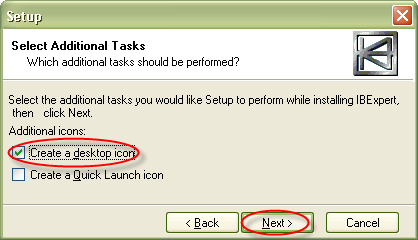 Setup
Select Additional Tasks
Which additional tasks should be performed?
Select the additional tasks you would like Setup to perform while installing IBExpert,
then click Next.
Additional icons:
Create a desktop icon
Create a Quick Launch icon
< Back
Next >
Cancel